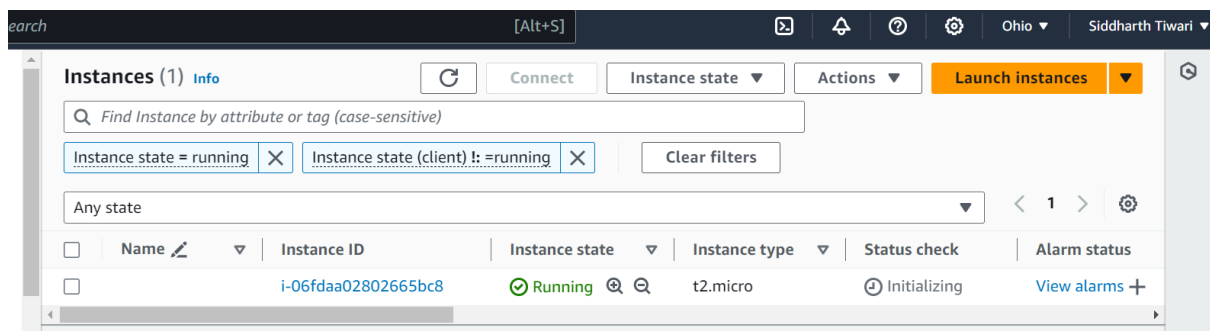 earch [Alt+S] Ohio ▼ Siddharth Tiwari ▼
Instances (1) Info Connect Instance state ▼ Actions ▼ Launch instances ▼
Find Instance by attribute or tag (case-sensitive)
Instance state = running Instance state (client) !: =running Clear filters
Any state 1
Name Instance ID Instance state Instance type Status check Alarm status
i-06fdaa02802665bc8 Running t2.micro Initializing View alarms +